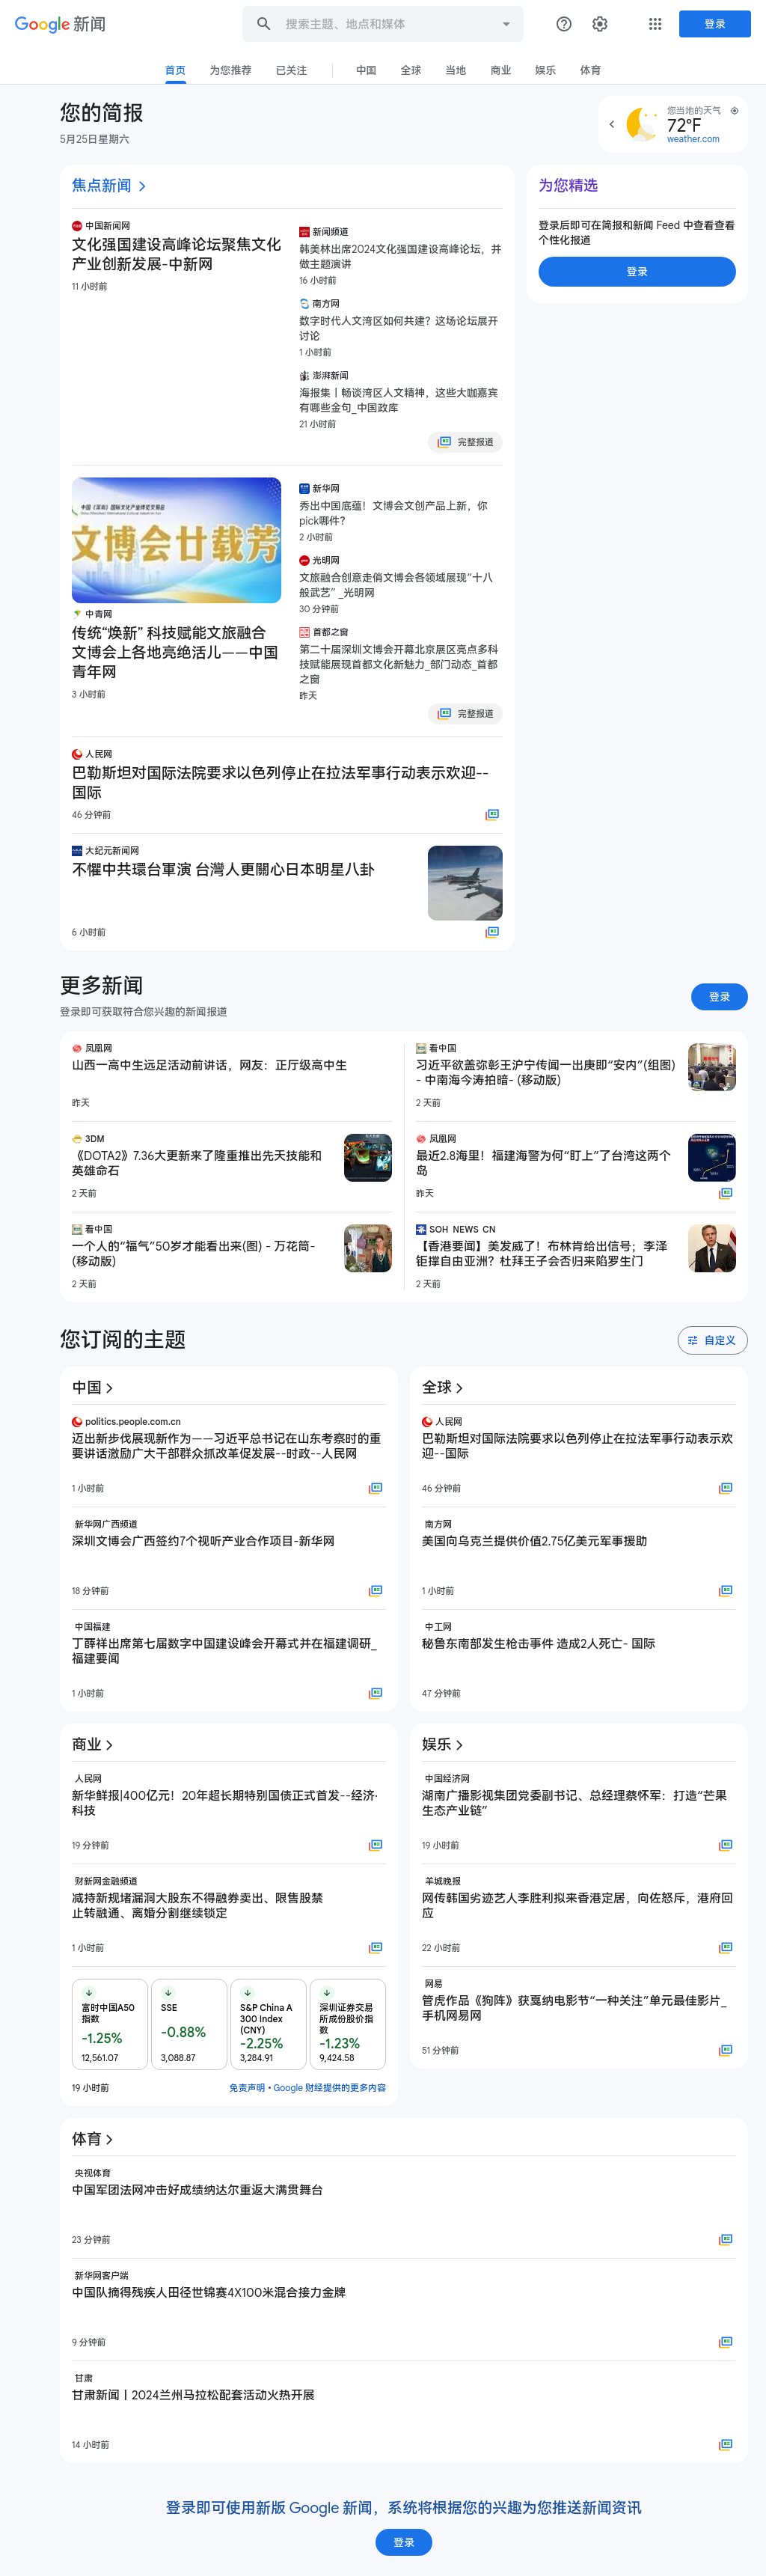 Google 新闻
搜索主题、地点和媒体
登录
首页
为您推荐
已关注
中国
全球
当地
商业
娱乐
体育
您的简报
5月25日星期六
您当地的天气
72°F
weather.com
焦点新闻
中国新闻网
文化强国建设高峰论坛聚焦文化
产业创新发展-中新网
11 小时前
新闻频道
韩美林出席2024文化强国建设高峰论坛，并
做主题演讲
16 小时前
南方网
数字时代人文湾区如何共建？这场论坛展开
讨论
1 小时前
澎湃新闻
海报集丨畅谈湾区人文精神，这些大咖嘉宾
有哪些金句_中国政库
21 小时前
完整报道
为您精选
登录后即可在简报和新闻 Feed 中查看查看
个性化报道
登录
中国（深圳）国际文化产业博览交易会
文博会廿载芳
中青网
传统“焕新” 科技赋能文旅融合
文博会上各地亮绝活儿——中国
青年网
3 小时前
新华网
秀出中国底蕴！文博会文创产品上新，你
pick哪件？
2 小时前
光明网
文旅融合创意走俏文博会各领域展现“十八
般武艺” _光明网
30 分钟前
首都之窗
第二十届深圳文博会开幕北京展区亮点多科
技赋能展现首都文化新魅力_部门动态_首都
之窗
昨天
完整报道
人民网
巴勒斯坦对国际法院要求以色列停止在拉法军事行动表示欢迎--
国际
46 分钟前
大纪元新闻网
不懼中共環台軍演 台灣人更關心日本明星八卦
6 小时前
更多新闻
登录即可获取符合您兴趣的新闻报道
登录
凤凰网
山西一高中生远足活动前讲话，网友：正厅级高中生
昨天
3DM
《DOTA2》7.36大更新来了隆重推出先天技能和
英雄命石
2 天前
看中国
一个人的“福气”50岁才能看出来(图) - 万花筒-
(移动版)
2 天前
看中国
习近平欲盖弥彰王沪宁传闻一出庚即“安内”(组图)
- 中南海今涛拍暗- (移动版)
2 天前
凤凰网
最近2.8海里！福建海警为何“盯上”了台湾这两个
岛
昨天
SOH NEWS CN
【香港要闻】美发威了！布林肯给出信号；李泽
钜撑自由亚洲？杜拜王子会否归来陷罗生门
2 天前
您订阅的主题
自定义
中国
politics.people.com.cn
迈出新步伐展现新作为——习近平总书记在山东考察时的重
要讲话激励广大干部群众抓改革促发展--时政--人民网
1 小时前
新华网广西频道
深圳文博会广西签约7个视听产业合作项目-新华网
18 分钟前
中国福建
丁薛祥出席第七届数字中国建设峰会开幕式并在福建调研_
福建要闻
1 小时前
全球
人民网
巴勒斯坦对国际法院要求以色列停止在拉法军事行动表示欢
迎--国际
46 分钟前
南方网
美国向乌克兰提供价值2.75亿美元军事援助
1 小时前
中工网
秘鲁东南部发生枪击事件 造成2人死亡- 国际
47 分钟前
商业
人民网
新华鲜报|400亿元！20年超长期特别国债正式首发--经济·
科技
19 分钟前
财新网金融频道
减持新规堵漏洞大股东不得融券卖出、限售股禁
止转融通、离婚分割继续锁定
1 小时前
富时中国A50
指数
-1.25%
12,561.07
SSE
-0.88%
3,088.87
S&P China A
300 Index
(CNY)
-2.25%
3,284.91
深圳证券交易
所成份股价指
数
-1.23%
9,424.58
19 小时前
免责声明 • Google 财经提供的更多内容
娱乐
中国经济网
湖南广播影视集团党委副书记、总经理蔡怀军：打造“芒果
生态产业链”
19 小时前
羊城晚报
网传韩国劣迹艺人李胜利拟来香港定居，向佐怒斥，港府回
应
22 小时前
网易
管虎作品《狗阵》获戛纳电影节“一种关注”单元最佳影片_
手机网易网
51 分钟前
体育
央视体育
中国军团法网冲击好成绩纳达尔重返大满贯舞台
23 分钟前
新华网客户端
中国队摘得残疾人田径世锦赛4X100米混合接力金牌
9 分钟前
甘肃
甘肃新闻丨2024兰州马拉松配套活动火热开展
14 小时前
登录即可使用新版 Google 新闻，系统将根据您的兴趣为您推送新闻资讯
登录